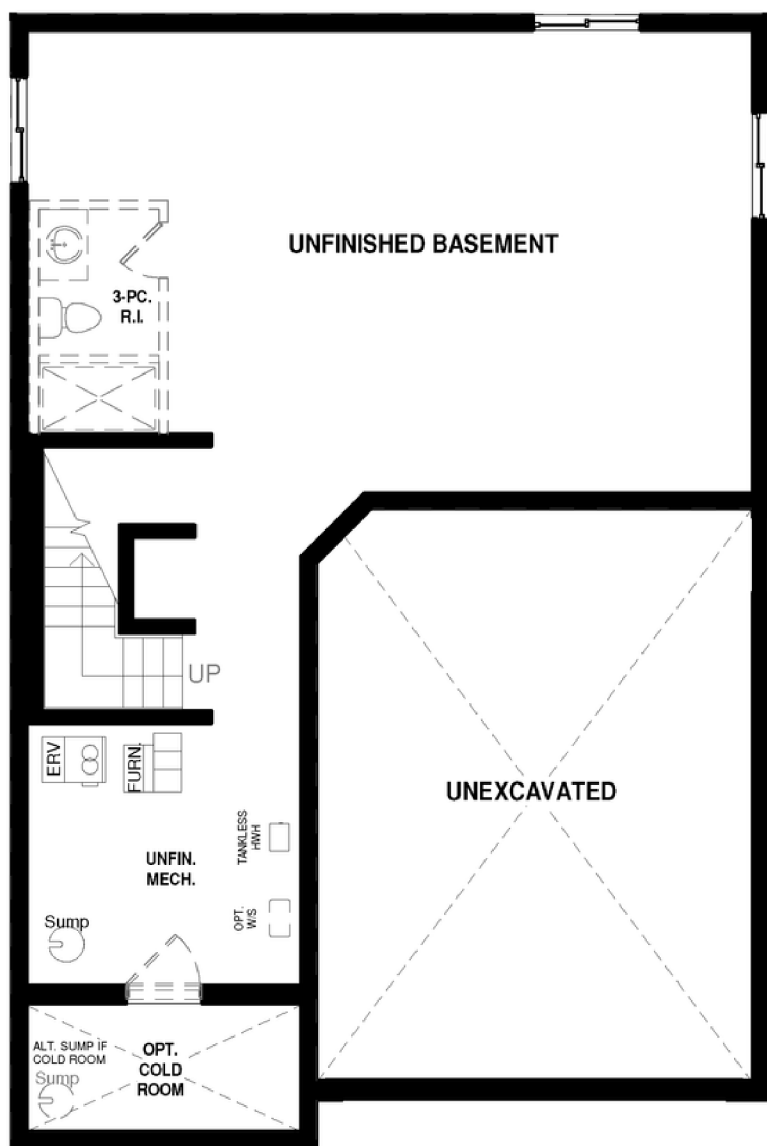 UNFINISHED BASEMENT
3-PC.
R.I.
UP
ERV
FURN.
UNEXCAVATED
TANKLESS
HWH
UNFIN.
MECH.
OPT.
W/S
Sump
ALT. SUMP IF
COLD ROOM
Sump
OPT.
COLD
ROOM